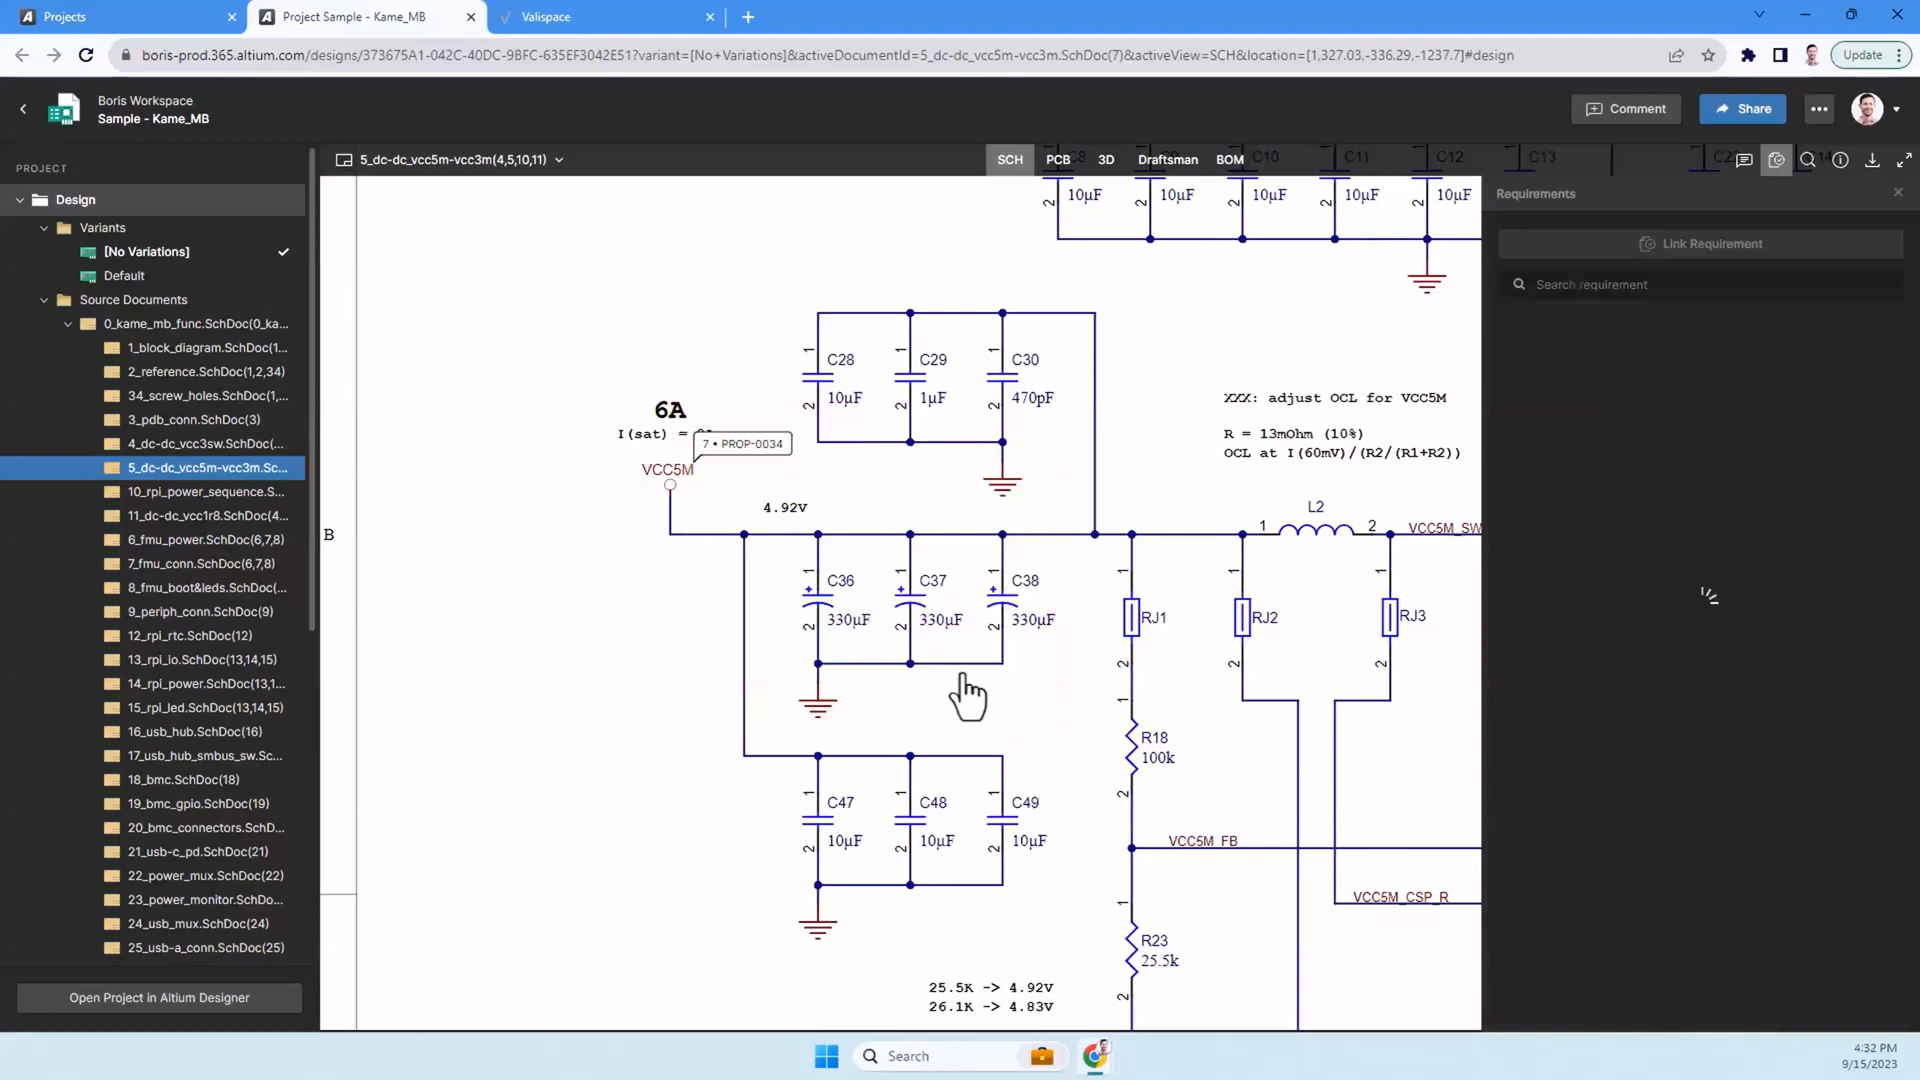 Projects
Project Sample - Kame_MB
Valispace
boris-prod.365.altium.com/designs/373675A1-042C-40DC-9BFC-635EF3042E51?variant=[No+Variations]&activeDocumentId=5_dc-dc_vcc5m-vcc3m.SchDoc(7)&activeView=SCH&location=[1,327.03,-336.29,-1237.7]#design
Update
Boris Workspace
Sample - Kame_MB
Comment
Share
PROJECT
Design
Variants
[No Variations]
Default
Source Documents
0_kame_mb_func.SchDoc(0_ka...
1_block_diagram.SchDoc(1...
2_reference.SchDoc(1,2,34)
34_screw_holes.SchDoc(1,...
3_pdb_conn.SchDoc(3)
4_dc-dc_vcc3sw.SchDoc(...
5_dc-dc_vcc5m-vcc3m.Sc...
10_rpi_power_sequence.S...
11_dc-dc_vcc1r8.SchDoc(4...
6_fmu_power.SchDoc(6,7,8)
7_fmu_conn.SchDoc(6,7,8)
8_fmu_boot&leds.SchDoc(...
9_periph_conn.SchDoc(9)
12_rpi_rtc.SchDoc(12)
13_rpi_io.SchDoc(13,14,15)
14_rpi_power.SchDoc(13,1...
15_rpi_led.SchDoc(13,14,15)
16_usb_hub.SchDoc(16)
17_usb_hub_smbus_sw.Sc...
18_bmc.SchDoc(18)
19_bmc_gpio.SchDoc(19)
20_bmc_connectors.SchD...
21_usb-c_pd.SchDoc(21)
22_power_mux.SchDoc(22)
23_power_monitor.SchDo...
24_usb_mux.SchDoc(24)
25_usb-a_conn.SchDoc(25)
Open Project in Altium Designer
5_dc-dc_vcc5m-vcc3m(4,5,10,11)
SCH PCB 3D Draftsman BOM
C8 C10 C11 C12 C13
10µF 10µF 10µF 10µF 10µF
2 2 2 2 2
1 1 1
C28 C29 C30
10µF 1µF 470pF
2 2 2
6A
I(sat) =
7 • PROP-0034
VCC5M
4.92V
XXX: adjust OCL for VCC5M
R = 13mOhm (10%)
OCL at I(60mV)/(R2/(R1+R2))
B
L2
1 2
VCC5M_SW
1 1 1 1 1 1
C36 C37 C38
330µF 330µF 330µF
RJ1 RJ2 RJ3
2 2 2 2 2 2
1
R18
100k
2
1 1 1
C47 C48 C49
10µF 10µF 10µF
2 2 2
VCC5M_FB
VCC5M_CSP_R
1
R23
25.5k
2
25.5K -> 4.92V
26.1K -> 4.83V
Requirements
Link Requirement
Search requirement
Search
4:32 PM
9/15/2023